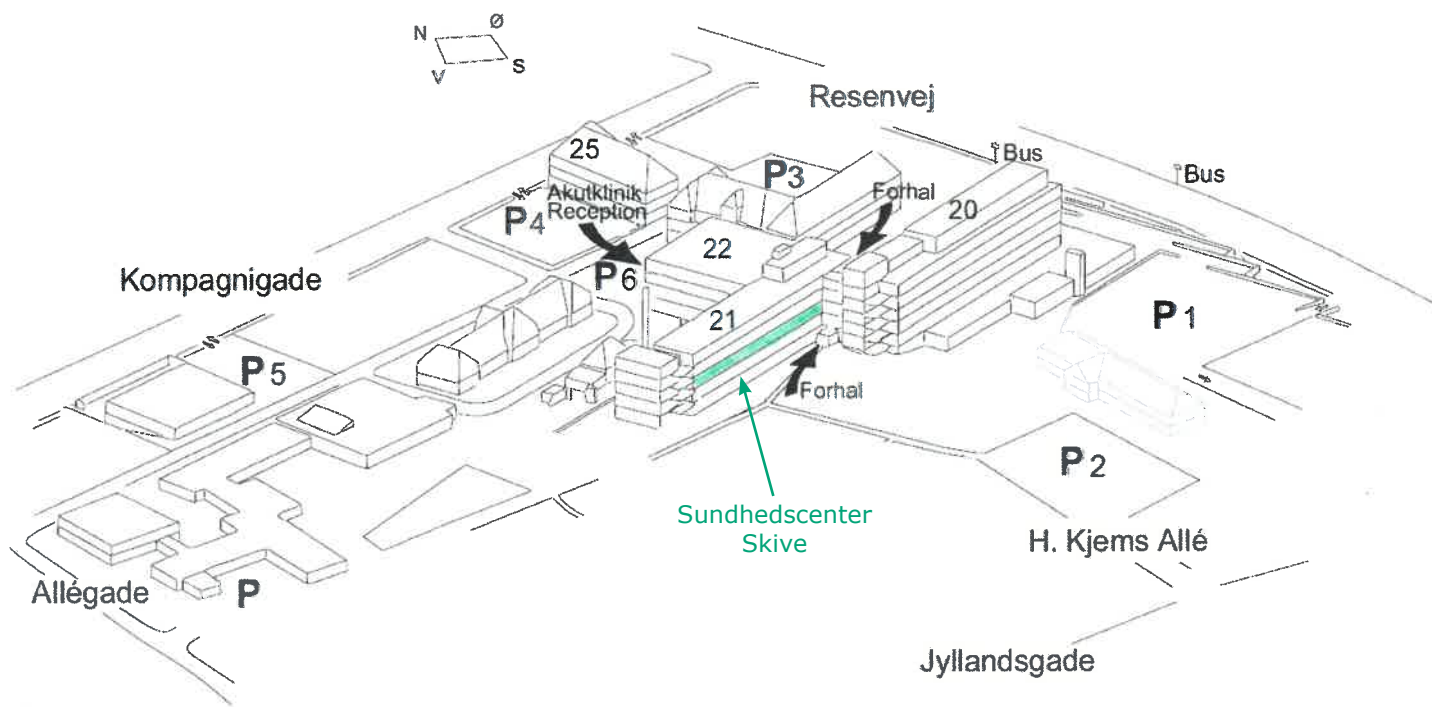 N
Ø
V
S
Resenvej
Bus
Bus
25
P3
Forhal
20
Akutklinik
Reception
P4
22
P6
Kompagnigade
21
P1
P5
Forhal
P2
Sundhedscenter
Skive
H. Kjems Allé
Allégade
P
Jyllandsgade